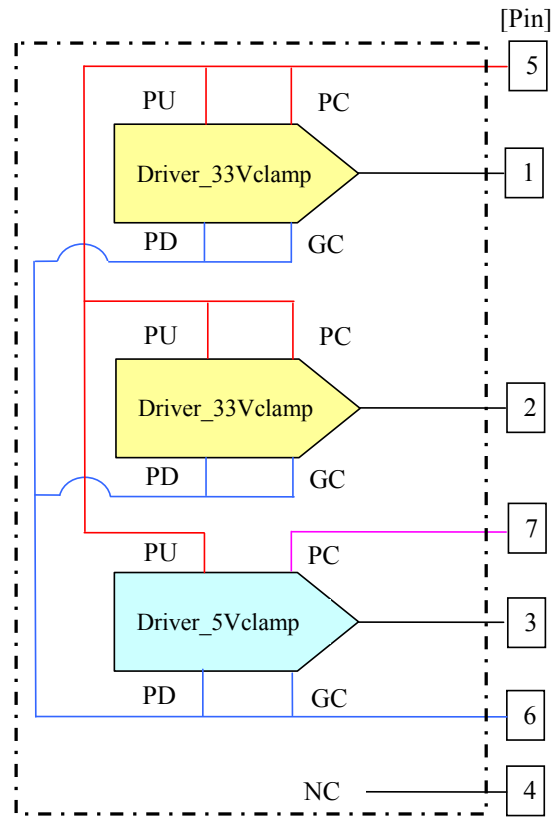 [Pin]
5
PU PC
Driver_33Vclamp
1
PD GC
PU PC
Driver_33Vclamp
2
PD GC
7
PU PC
Driver_5Vclamp
3
PD GC
6
NC
4